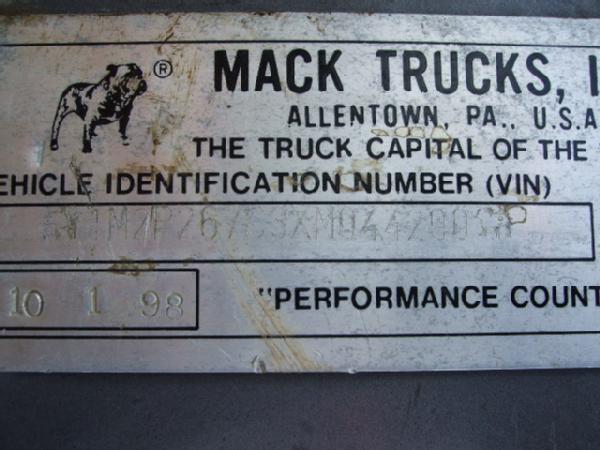 ®
MACK TRUCKS, I
ALLENTOWN, PA., U.S.A
THE TRUCK CAPITAL OF THE
EHICLE IDENTIFICATION NUMBER (VIN)
10 1 98
"PERFORMANCE COUNT